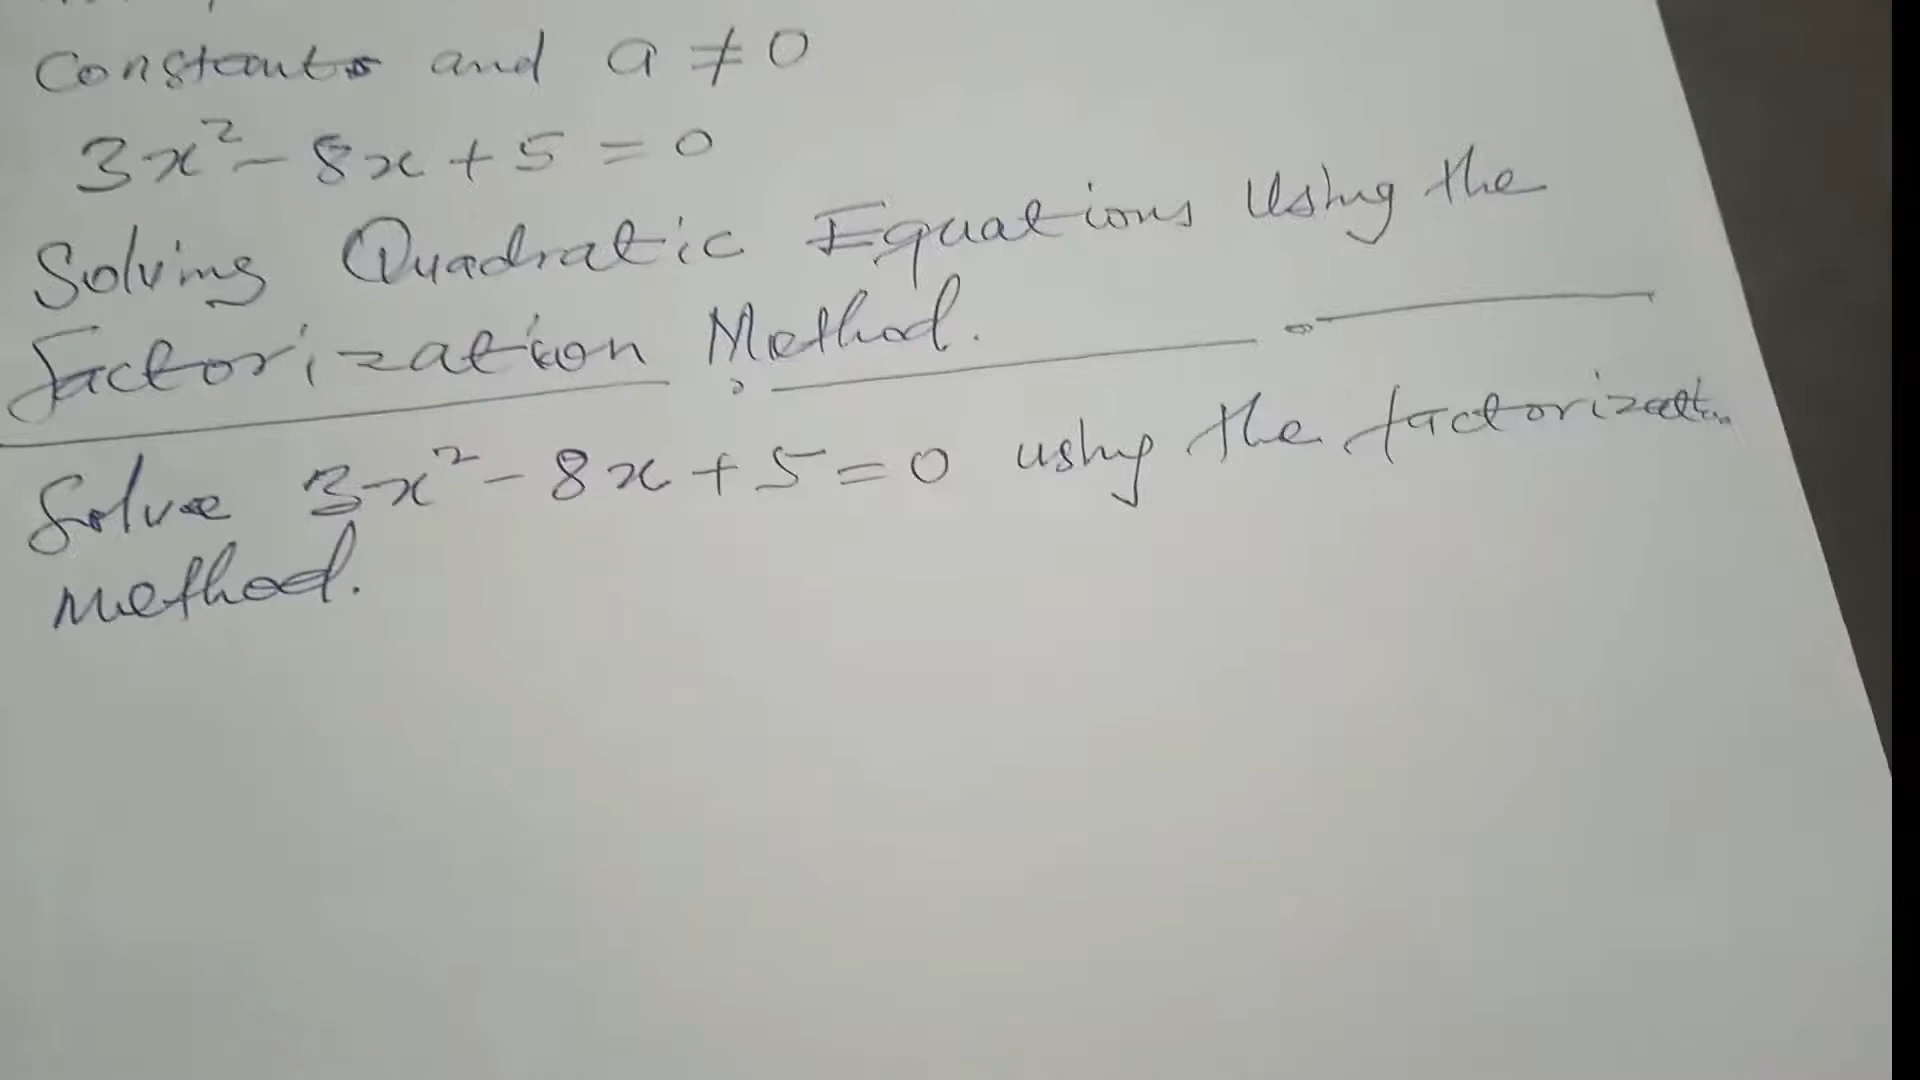 Constants and a ≠ 0
3x² - 8x + 5 = 0
Solving Quadratic Equations Using the
Factorization Method.
Solve 3x² - 8x + 5 = 0 using the factorization
method.